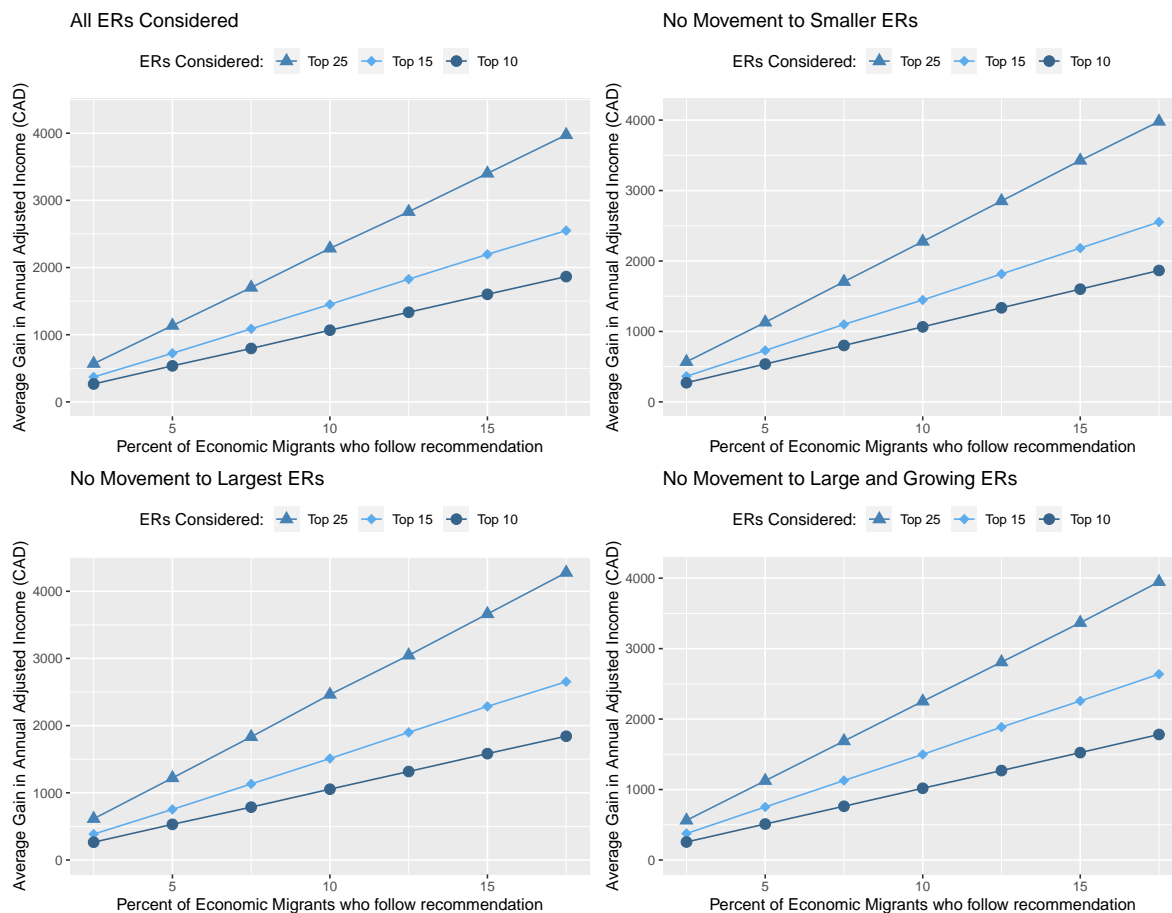 All ERs Considered
ERs Considered: Top 25 Top 15 Top 10
Average Gain in Annual Adjusted Income (CAD)
4000
3000
2000
1000
0
5 10 15
Percent of Economic Migrants who follow recommendation
No Movement to Smaller ERs
ERs Considered: Top 25 Top 15 Top 10
Average Gain in Annual Adjusted Income (CAD)
4000
3000
2000
1000
0
5 10 15
Percent of Economic Migrants who follow recommendation
No Movement to Largest ERs
ERs Considered: Top 25 Top 15 Top 10
Average Gain in Annual Adjusted Income (CAD)
4000
3000
2000
1000
0
5 10 15
Percent of Economic Migrants who follow recommendation
No Movement to Large and Growing ERs
ERs Considered: Top 25 Top 15 Top 10
Average Gain in Annual Adjusted Income (CAD)
4000
3000
2000
1000
0
5 10 15
Percent of Economic Migrants who follow recommendation